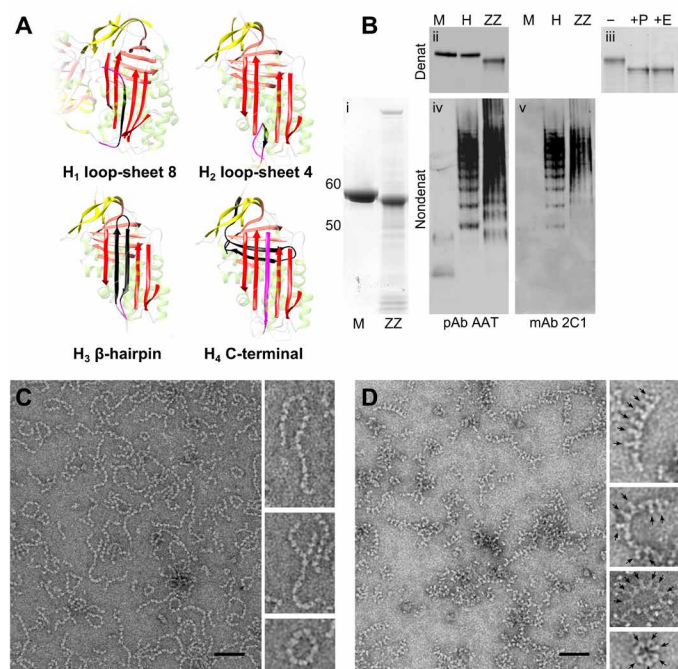 A
H₁ loop-sheet 8
H₂ loop-sheet 4
H₃ β-hairpin
H₄ C-terminal
B
M H ZZ
M H ZZ
– +P +E
Denat
ii
iii
i
iv
v
60
50
Nondenat
M ZZ
pAb AAT
mAb 2C1
C
D